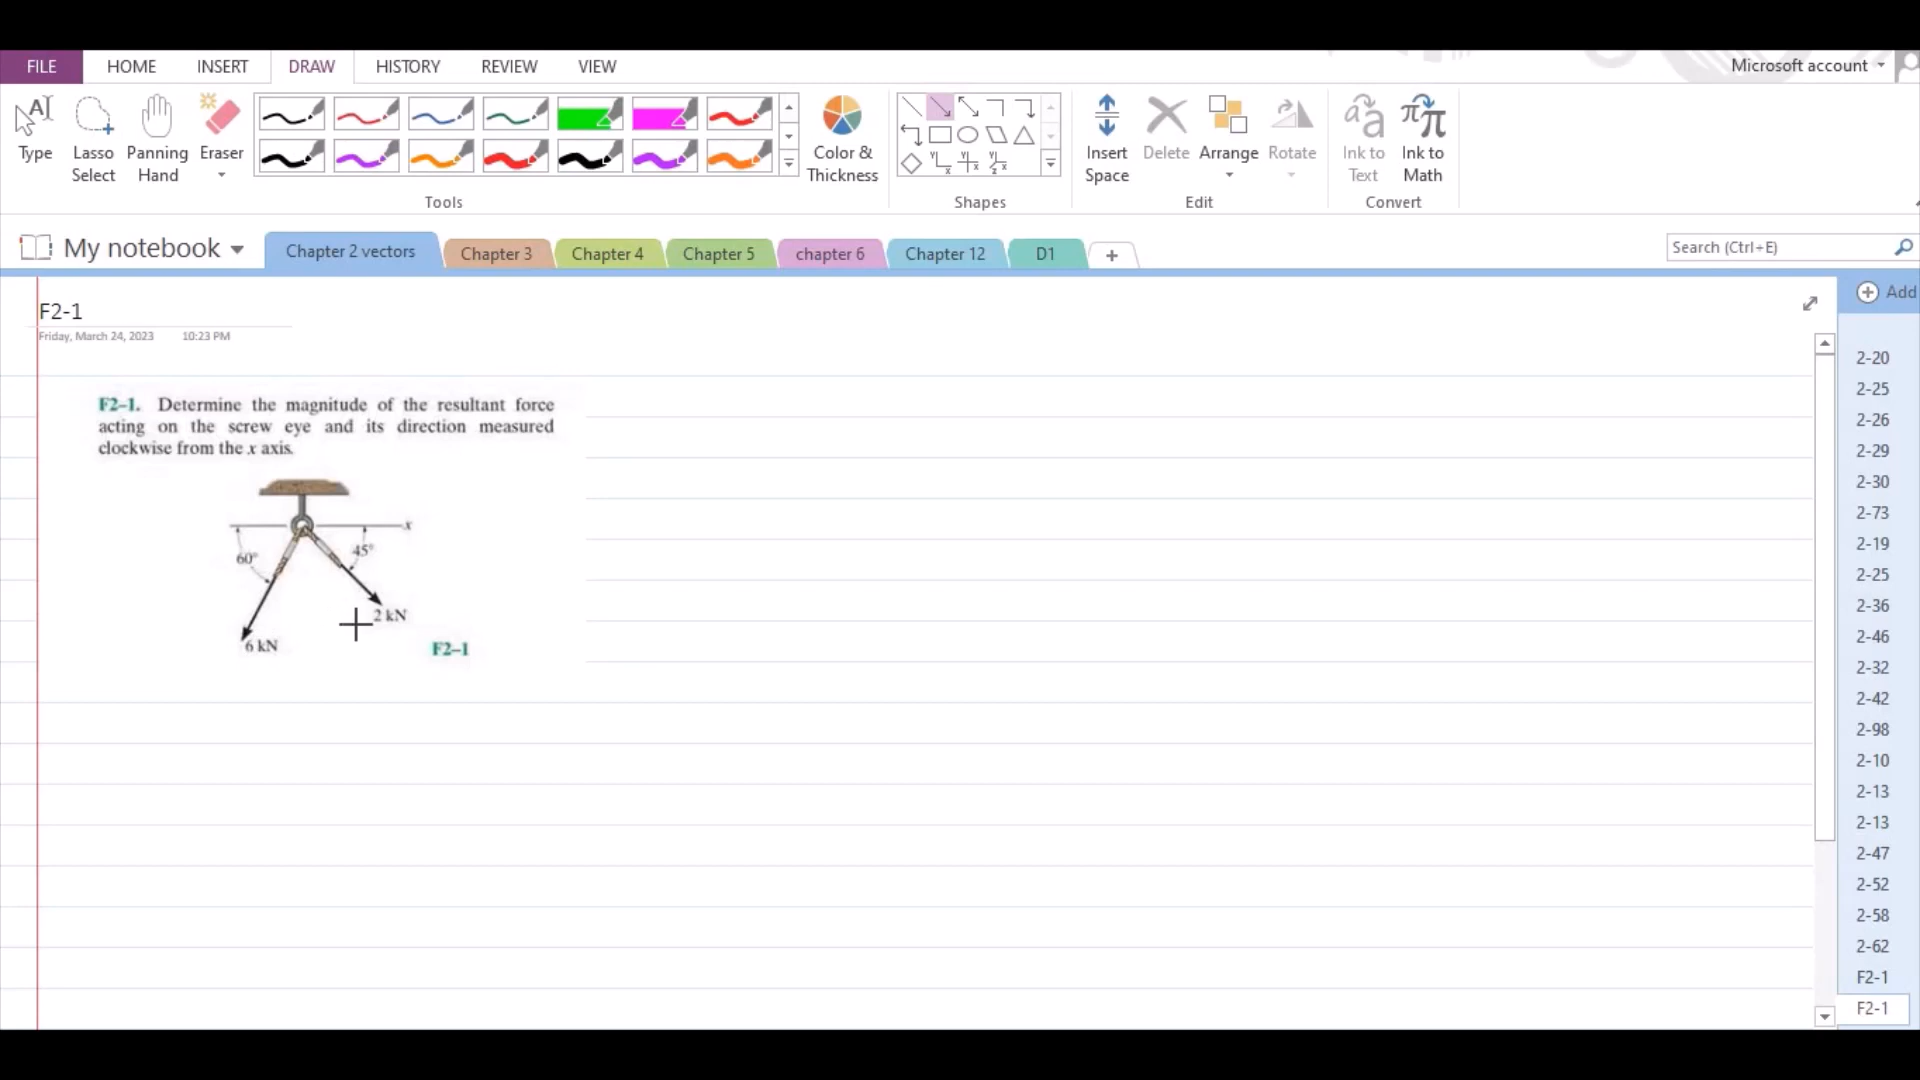 FILE HOME INSERT DRAW HISTORY REVIEW VIEW Microsoft account
Type
Lasso Select
Panning Hand
Eraser
Color & Thickness
Insert Space
Delete
Arrange
Rotate
Ink to Text
Ink to Math
Tools Shapes Edit Convert
My notebook Chapter 2 vectors Chapter 3 Chapter 4 Chapter 5 chapter 6 Chapter 12 D1 + Search (Ctrl+E)
F2-1
Friday, March 24, 2023 10:23 PM
F2–1. Determine the magnitude of the resultant force
acting on the screw eye and its direction measured
clockwise from the x axis.
x
60° 45°
2 kN
6 kN
F2–1
Add
2-20
2-25
2-26
2-29
2-30
2-73
2-19
2-25
2-36
2-46
2-32
2-42
2-98
2-10
2-13
2-13
2-47
2-52
2-58
2-62
F2-1
F2-1